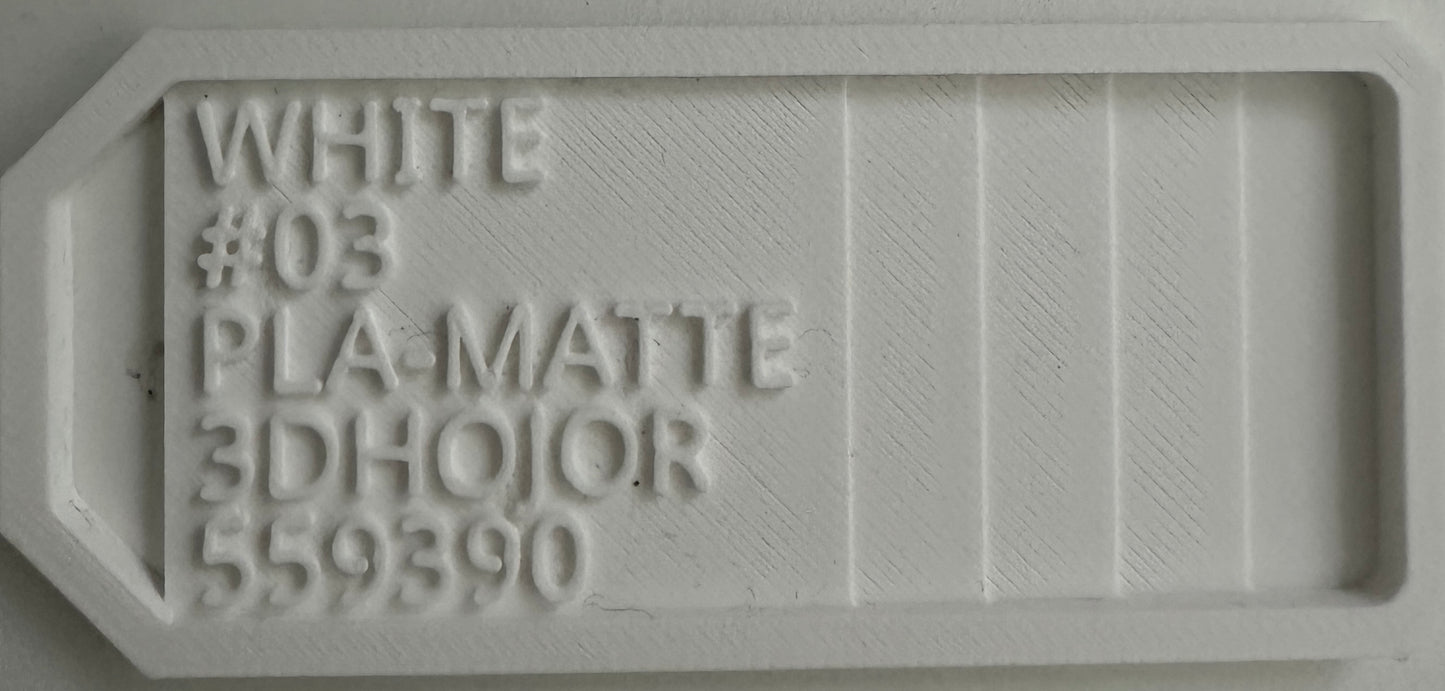 WHITE
#03
PLA-MATTE
3DHOJOR
559390